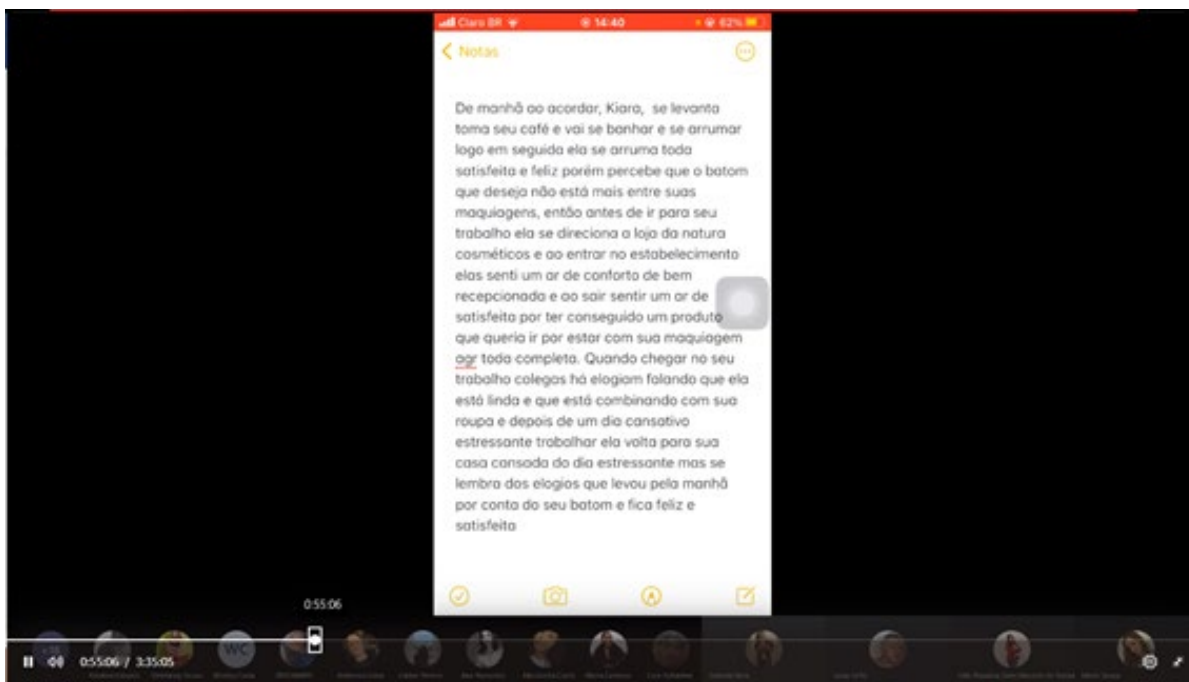 Claro BR 14:40 62%
Notas
De manhã ao acordar, Kiara, se levanta
toma seu café e vai se banhar e se arrumar
logo em seguida ela se arruma toda
satisfeita e feliz porém percebe que o batom
que deseja não está mais entre suas
maquiagens, então antes de ir para seu
trabalho ela se direciona a loja da natura
cosméticos e ao entrar no estabelecimento
elas senti um ar de conforto de bem
recepcionada e ao sair sentir um ar de
satisfeita por ter conseguido um produto
que queria ir por estar com sua maquiagem
agr toda completa. Quando chegar no seu
trabalho colegas há elogiam falando que ela
está linda e que está combinando com sua
roupa e depois de um dia cansativo
estressante trabalhar ela volta para sua
casa cansada do dia estressante mas se
lembra dos elogios que levou pela manhã
por conta do seu batom e fica feliz e
satisfeita
0:55:06
WC
0:55:06 / 3:35:05